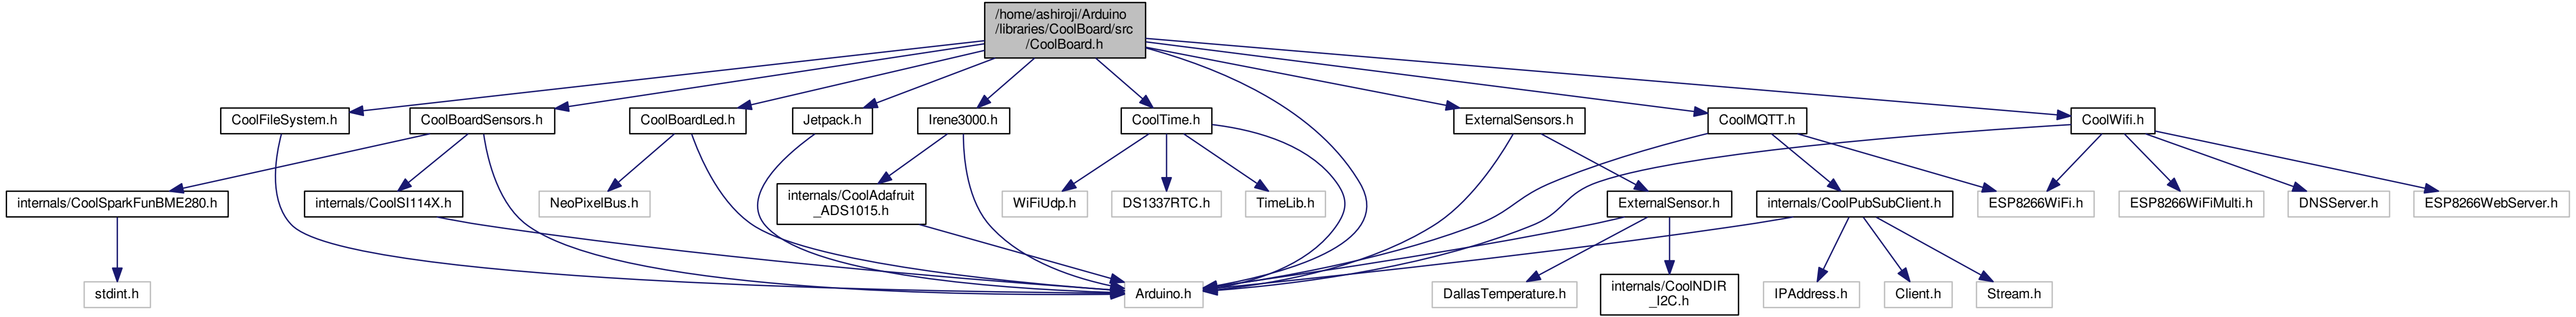 /home/ashiroji/Arduino
/libraries/CoolBoard/src
/CoolBoard.h
CoolFileSystem.h
CoolBoardSensors.h
CoolBoardLed.h
Jetpack.h
Irene3000.h
CoolTime.h
ExternalSensors.h
CoolMQTT.h
CoolWifi.h
internals/CoolSparkFunBME280.h
internals/CoolSI114X.h
NeoPixelBus.h
internals/CoolAdafruit
_ADS1015.h
WiFiUdp.h
DS1337RTC.h
TimeLib.h
ExternalSensor.h
internals/CoolPubSubClient.h
ESP8266WiFi.h
ESP8266WiFiMulti.h
DNSServer.h
ESP8266WebServer.h
stdint.h
Arduino.h
DallasTemperature.h
internals/CoolNDIR
_I2C.h
IPAddress.h
Client.h
Stream.h